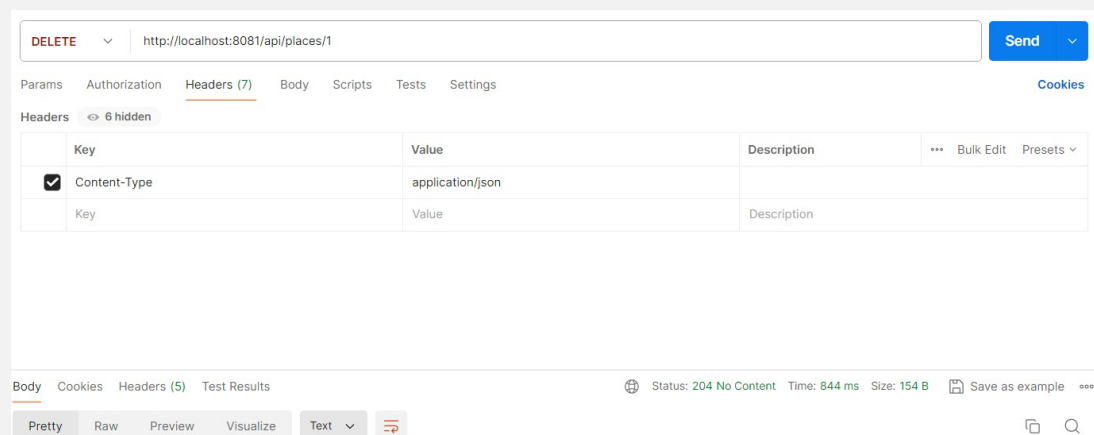 DELETE http://localhost:8081/api/places/1 Send
Params Authorization Headers (7) Body Scripts Tests Settings Cookies
Headers 6 hidden
Key Value Description Bulk Edit Presets
Content-Type application/json
Key Value Description
Body Cookies Headers (5) Test Results Status: 204 No Content Time: 844 ms Size: 154 B Save as example
Pretty Raw Preview Visualize Text